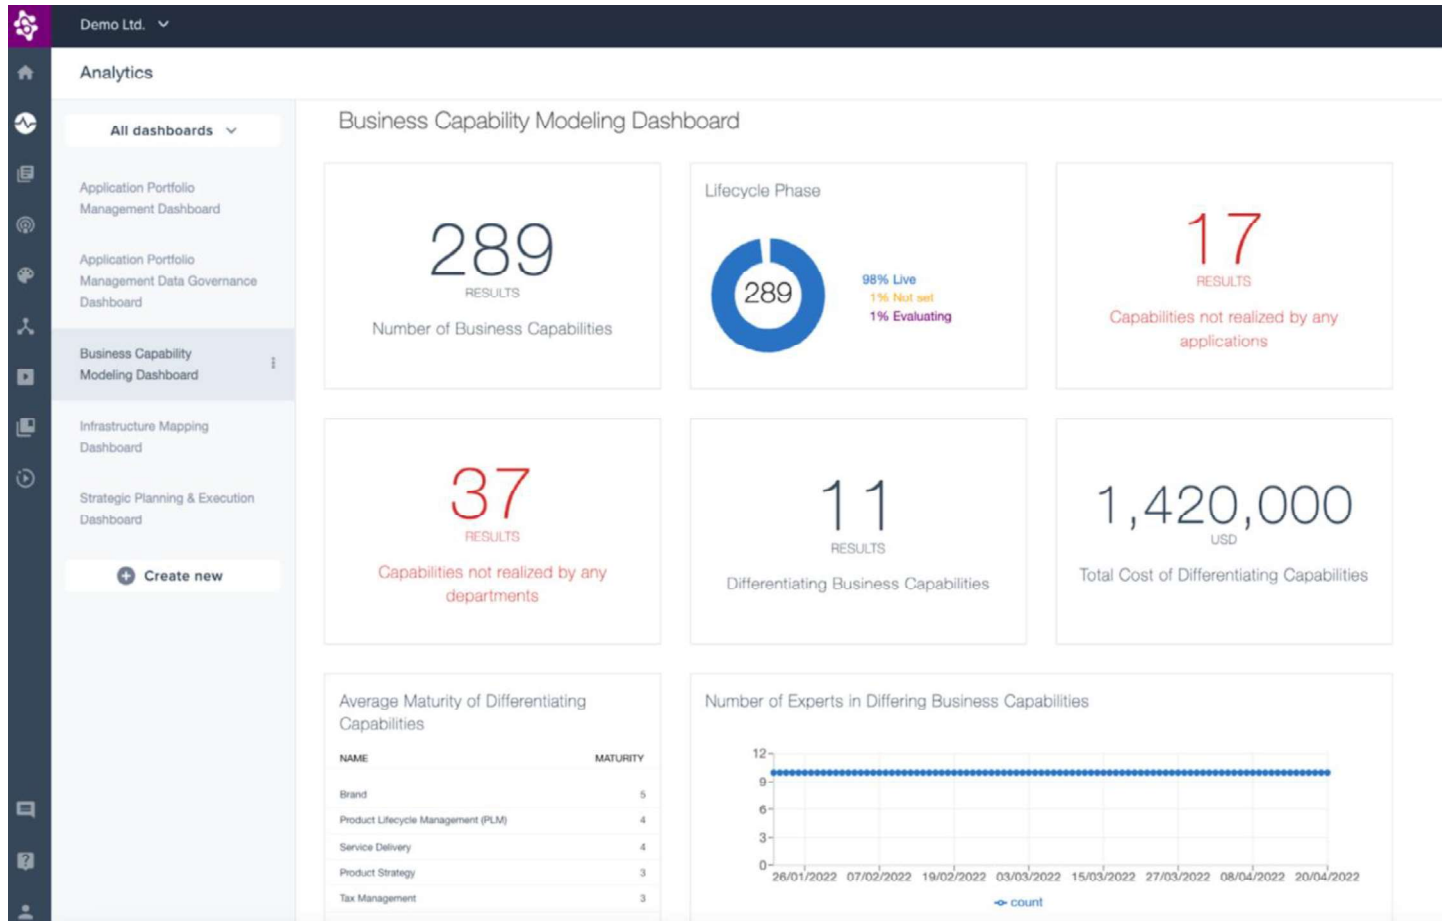 Demo Ltd.
Analytics
All dashboards
Application Portfolio
Management Dashboard
Application Portfolio
Management Data Governance
Dashboard
Business Capability
Modeling Dashboard
Infrastructure Mapping
Dashboard
Strategic Planning & Execution
Dashboard
Create new
Business Capability Modeling Dashboard
289
RESULTS
Number of Business Capabilities
Lifecycle Phase
289
98% Live
1% Not set
1% Evaluating
17
RESULTS
Capabilities not realized by any
applications
37
RESULTS
Capabilities not realized by any
departments
11
RESULTS
Differentiating Business Capabilities
1,420,000
USD
Total Cost of Differentiating Capabilities
Average Maturity of Differentiating
Capabilities
NAME MATURITY
Brand 5
Product Lifecycle Management (PLM) 4
Service Delivery 4
Product Strategy 3
Tax Management 3
Number of Experts in Differing Business Capabilities
12
9
6
3
0
26/01/2022 07/02/2022 19/02/2022 03/03/2022 15/03/2022 27/03/2022 08/04/2022 20/04/2022
count